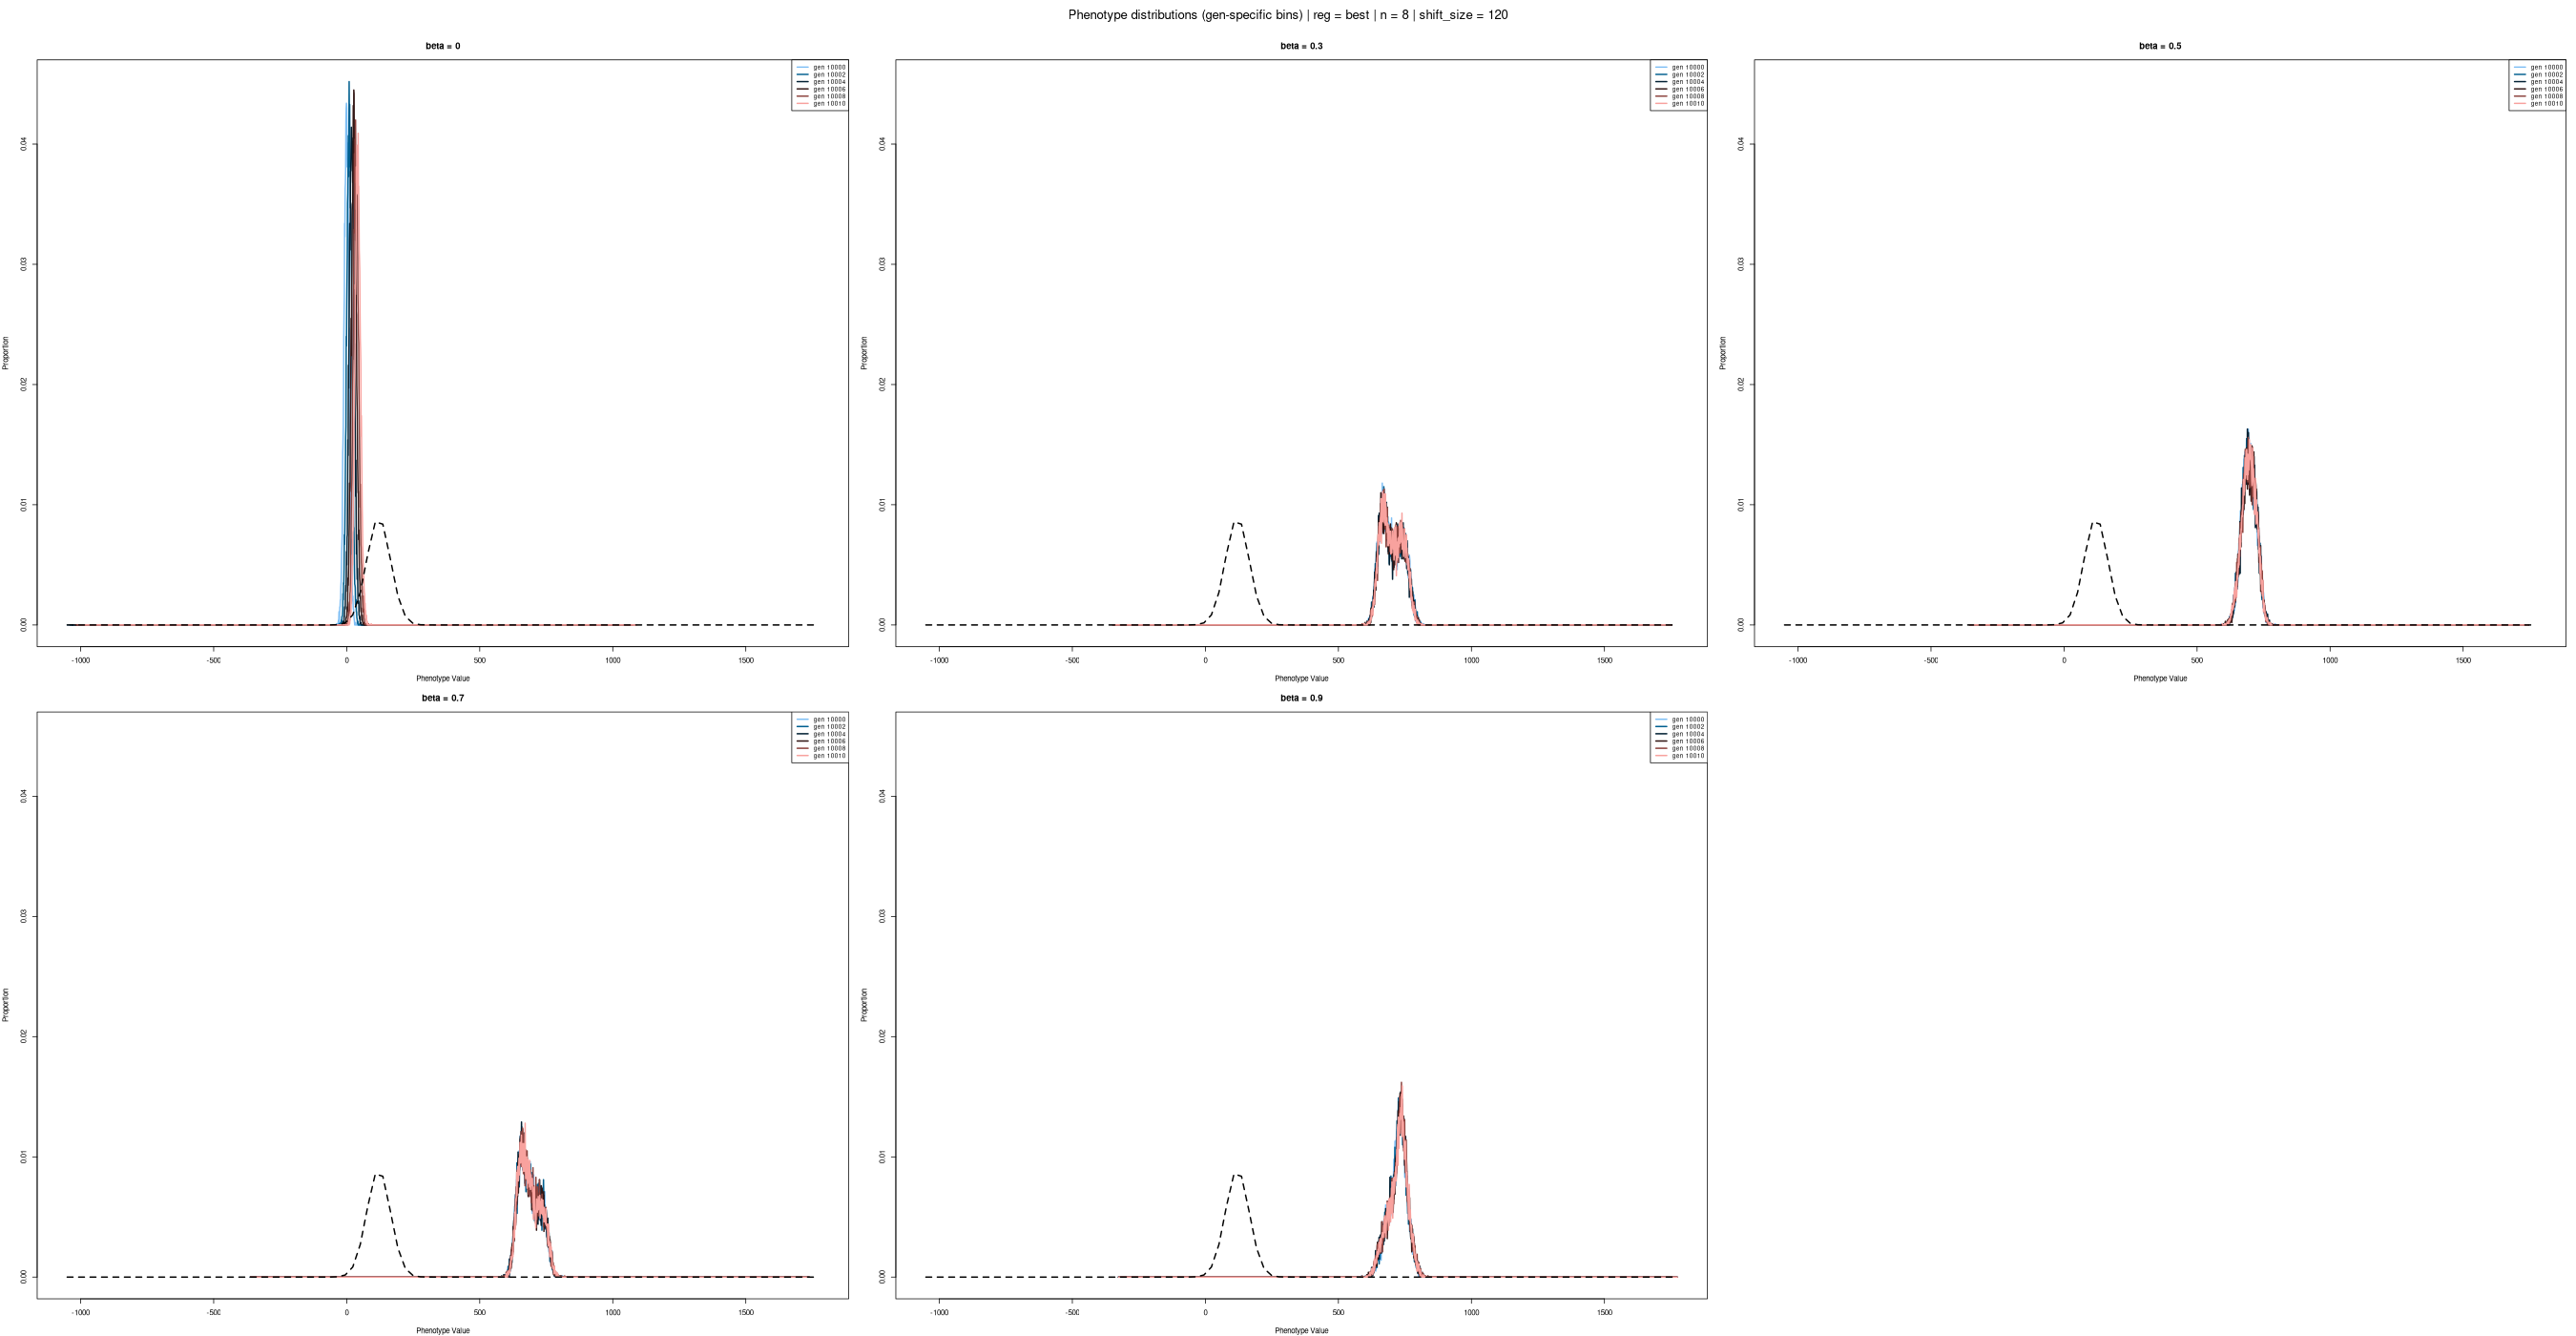 Phenotype distributions (gen-specific bins) | reg = best | n = 8 | shift_size = 120
beta = 0
gen 10000
gen 10002
gen 10004
gen 10006
gen 10008
gen 10010
Proportion
0.00
0.01
0.02
0.03
0.04
-1000
-500
0
500
1000
1500
Phenotype Value
beta = 0.3
gen 10000
gen 10002
gen 10004
gen 10006
gen 10008
gen 10010
Proportion
0.00
0.01
0.02
0.03
0.04
-1000
-500
0
500
1000
1500
Phenotype Value
beta = 0.5
gen 10000
gen 10002
gen 10004
gen 10006
gen 10008
gen 10010
Proportion
0.00
0.01
0.02
0.03
0.04
-1000
-500
0
500
1000
1500
Phenotype Value
beta = 0.7
gen 10000
gen 10002
gen 10004
gen 10006
gen 10008
gen 10010
Proportion
0.00
0.01
0.02
0.03
0.04
-1000
-500
0
500
1000
1500
Phenotype Value
beta = 0.9
gen 10000
gen 10002
gen 10004
gen 10006
gen 10008
gen 10010
Proportion
0.00
0.01
0.02
0.03
0.04
-1000
-500
0
500
1000
1500
Phenotype Value